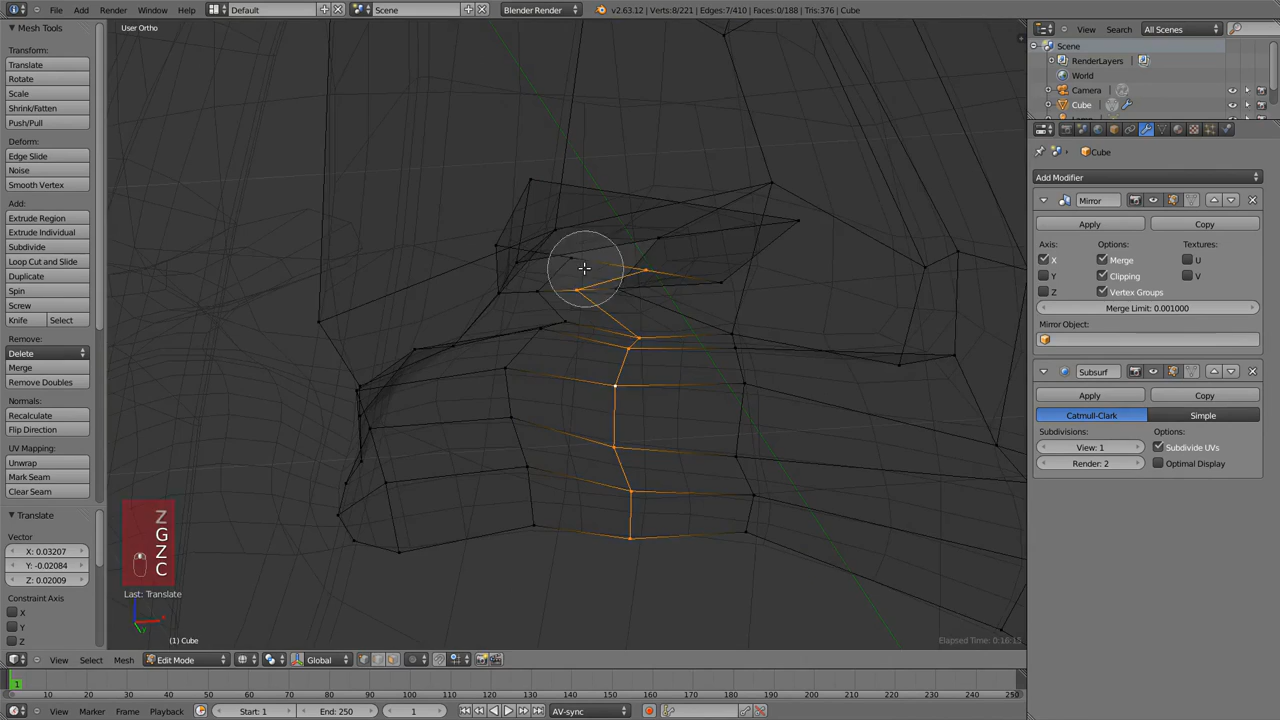 File Add Render Window Help
Default
Scene
Blender Render
v2.63.12 | Verts:8/221 | Edges:7/410 | Faces:0/188 | Tris:376 | Cube
Mesh Tools
Transform:
Translate
Rotate
Scale
Shrink/Fatten
Push/Pull
Deform:
Edge Slide
Noise
Smooth Vertex
Add:
Extrude Region
Extrude Individual
Subdivide
Loop Cut and Slide
Duplicate
Spin
Screw
Knife Select
Remove:
Delete
Merge
Remove Doubles
Normals:
Recalculate
Flip Direction
UV Mapping:
Unwrap
Mark Seam
Clear Seam
Translate
Vector
X: 0.03207
Y: -0.02084
Z: 0.02009
Constraint Axis
X
Y
Z
User Ortho
Z
G
Z
C
Last: Translate
x
y
(1) Cube
Elapsed Time: 0:16:15
View Select Mesh
Edit Mode
Global
1
0 10 20 30 40 50 60 70 80 90 100 110 120 130 140 150 160 170 180 190 200 210 220 230 240 250
View Marker Frame Playback
Start: 1
End: 250
1
AV-sync
View Search All Scenes
Scene
RenderLayers
World
Camera
Cube
Cube
Add Modifier
Mirror
Apply Copy
Axis: Options: Textures:
X Merge U
Y Clipping V
Z Vertex Groups
Merge Limit: 0.001000
Mirror Object:
Subsurf
Apply Copy
Catmull-Clark Simple
Subdivisions: Options:
View: 1 Subdivide UVs
Render: 2 Optimal Display